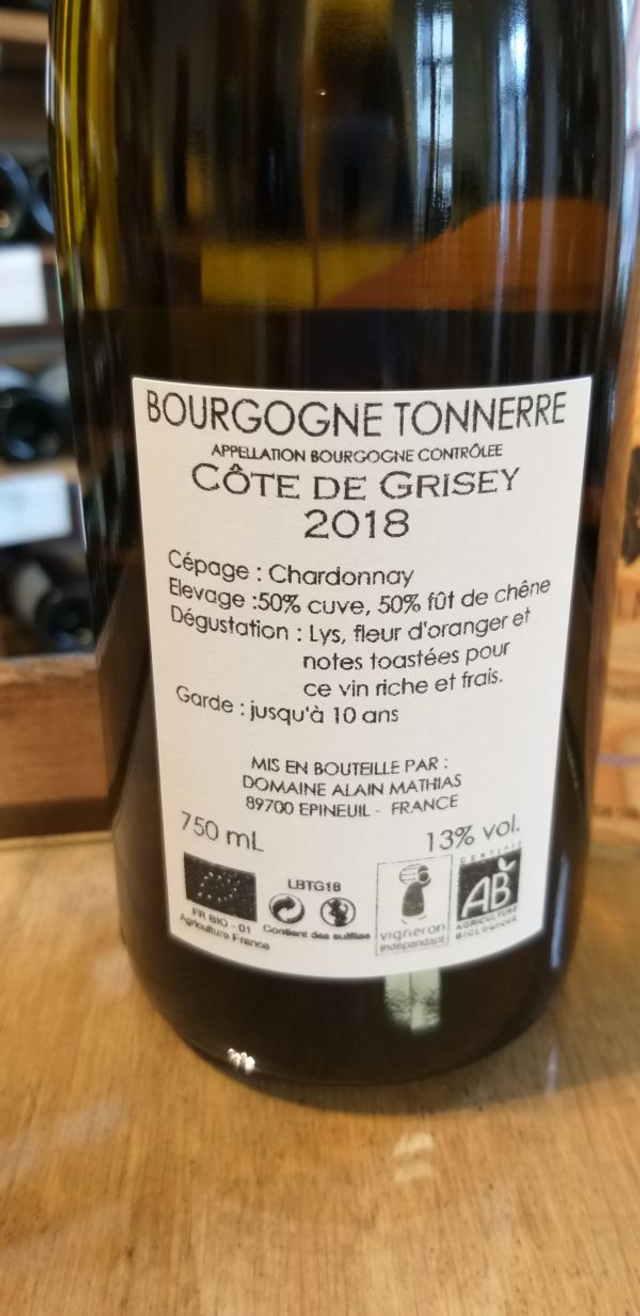 BOURGOGNE TONNERRE
APPELLATION BOURGOGNE CONTRÔLEE
CÔTE DE GRISEY
2018
Cépage : Chardonnay
Elevage :50% cuve, 50% fût de chêne
Dégustation : Lys, fleur d'oranger et
notes toastées pour
ce vin riche et frais.
Garde : jusqu'à 10 ans
MIS EN BOUTEILLE PAR :
DOMAINE ALAIN MATHIAS
89700 EPINEUIL - FRANCE
750 mL
13% vol.
CERTIFIÉ
AB
AGRICULTURE
BIOLOGIQUE
LBTG18
FR BIO - 01
Agriculture France
Contient des sulfites
vigneron
indépendant